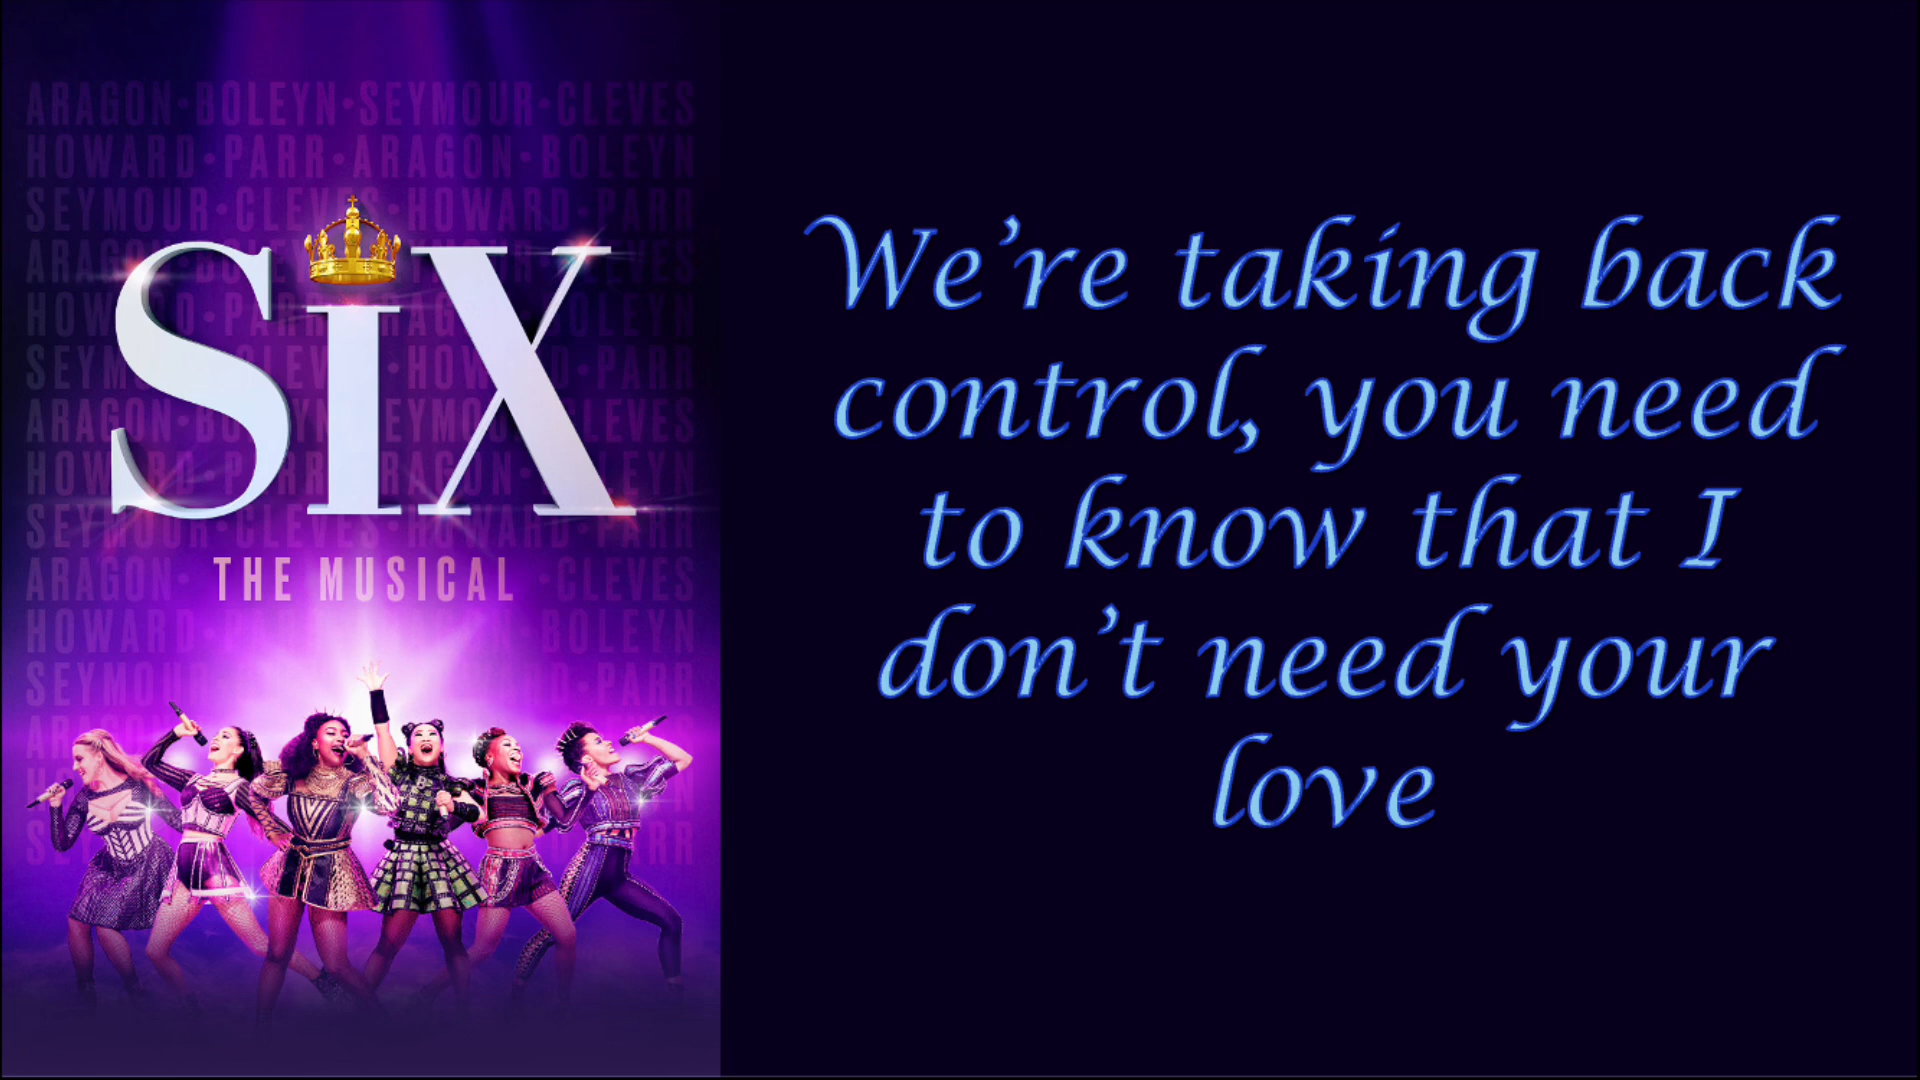 ARAGON•BOLEYN•SEYMOUR•CLEVES
HOWARD•PARR•ARAGON•BOLEYN
SEYMOUR•CLEVES•HOWARD•PARR
SiX
THE MUSICAL
We're taking back
control, you need
to know that I
don't need your
love